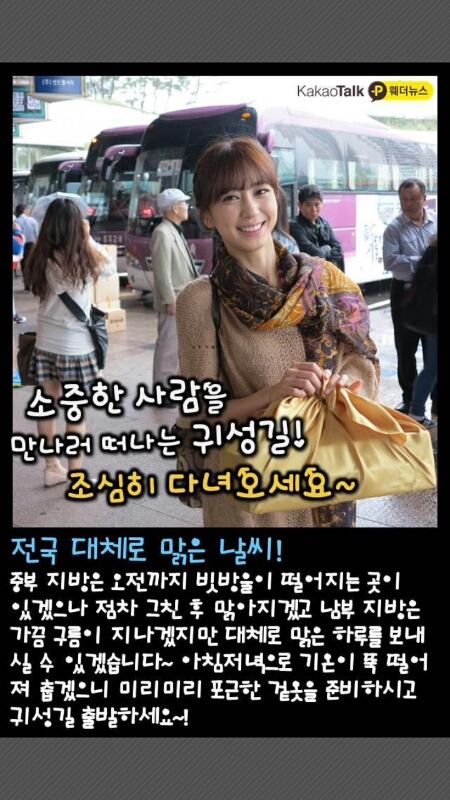 KakaoTalk P 웨더뉴스
소중한 사람을
만나러 떠나는 귀성길!
조심히 다녀오세요~
전국 대체로 맑은 날씨!
중부 지방은 오전까지 빗방울이 떨어지는 곳이
있겠으나 점차 그친 후 맑아지겠고 남부 지방은
가끔 구름이 지나겠지만 대체로 맑은 하루를 보내
실 수 있겠습니다~ 아침저녁으로 기온이 뚝 떨어
져 춥겠으니 미리미리 포근한 겉옷을 준비하시고
귀성길 출발하세요~!